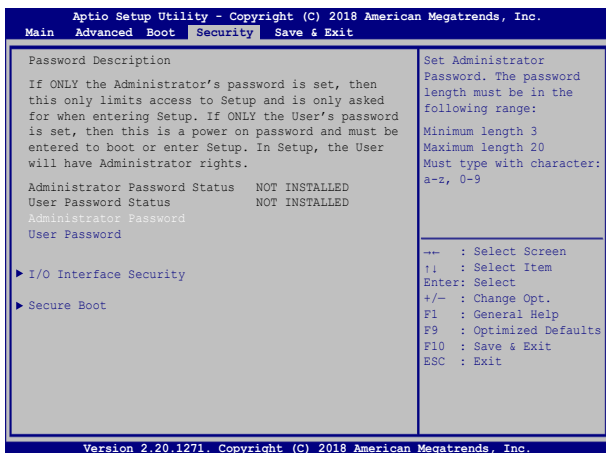 Aptio Setup Utility - Copyright (C) 2018 American Megatrends, Inc.
Main Advanced Boot Security Save & Exit
Password Description
If ONLY the Administrator's password is set, then
this only limits access to Setup and is only asked
for when entering Setup. If ONLY the User's password
is set, then this is a power on password and must be
entered to boot or enter Setup. In Setup, the User
will have Administrator rights.
Administrator Password Status NOT INSTALLED
User Password Status NOT INSTALLED
Administrator Password
User Password
▶ I/O Interface Security
▶ Secure Boot
Set Administrator
Password. The password
length must be in the
following range:
Minimum length 3
Maximum length 20
Must type with character:
a-z, 0-9
→← : Select Screen
↑↓ : Select Item
Enter: Select
+/— : Change Opt.
F1 : General Help
F9 : Optimized Defaults
F10 : Save & Exit
ESC : Exit
Version 2.20.1271. Copyright (C) 2018 American Megatrends, Inc.